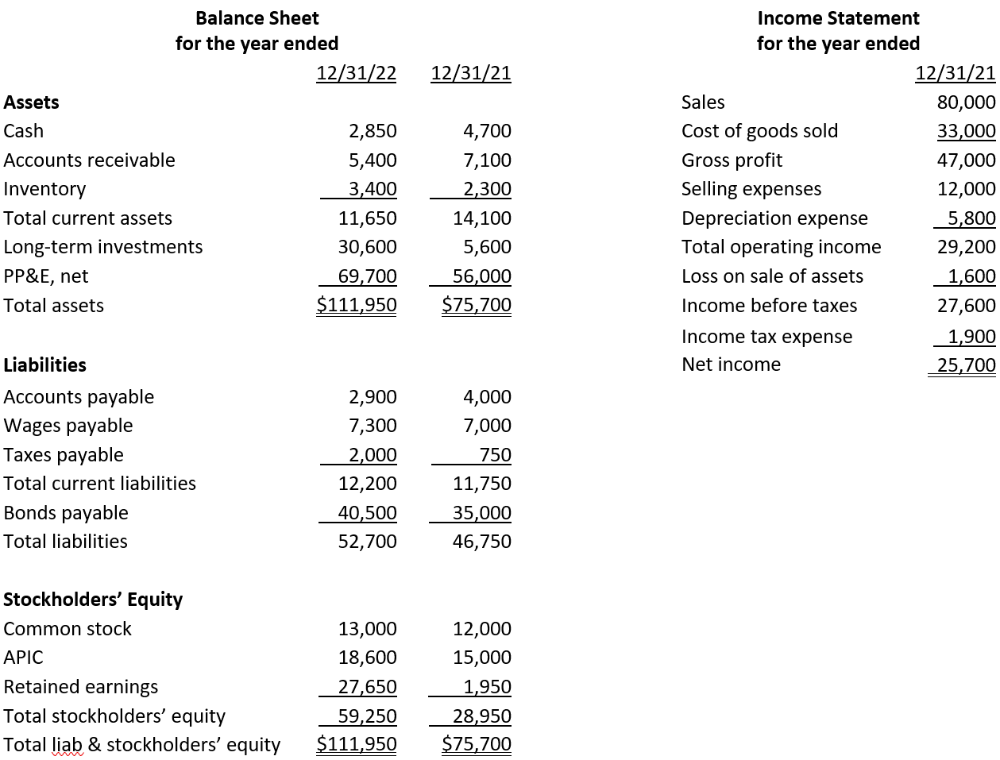 Balance Sheet
for the year ended
12/31/22 12/31/21
Assets
Cash 2,850 4,700
Accounts receivable 5,400 7,100
Inventory 3,400 2,300
Total current assets 11,650 14,100
Long-term investments 30,600 5,600
PP&E, net 69,700 56,000
Total assets $111,950 $75,700
Liabilities
Accounts payable 2,900 4,000
Wages payable 7,300 7,000
Taxes payable 2,000 750
Total current liabilities 12,200 11,750
Bonds payable 40,500 35,000
Total liabilities 52,700 46,750
Stockholders’ Equity
Common stock 13,000 12,000
APIC 18,600 15,000
Retained earnings 27,650 1,950
Total stockholders’ equity 59,250 28,950
Total liab & stockholders’ equity $111,950 $75,700
Income Statement
for the year ended
12/31/21
Sales 80,000
Cost of goods sold 33,000
Gross profit 47,000
Selling expenses 12,000
Depreciation expense 5,800
Total operating income 29,200
Loss on sale of assets 1,600
Income before taxes 27,600
Income tax expense 1,900
Net income 25,700